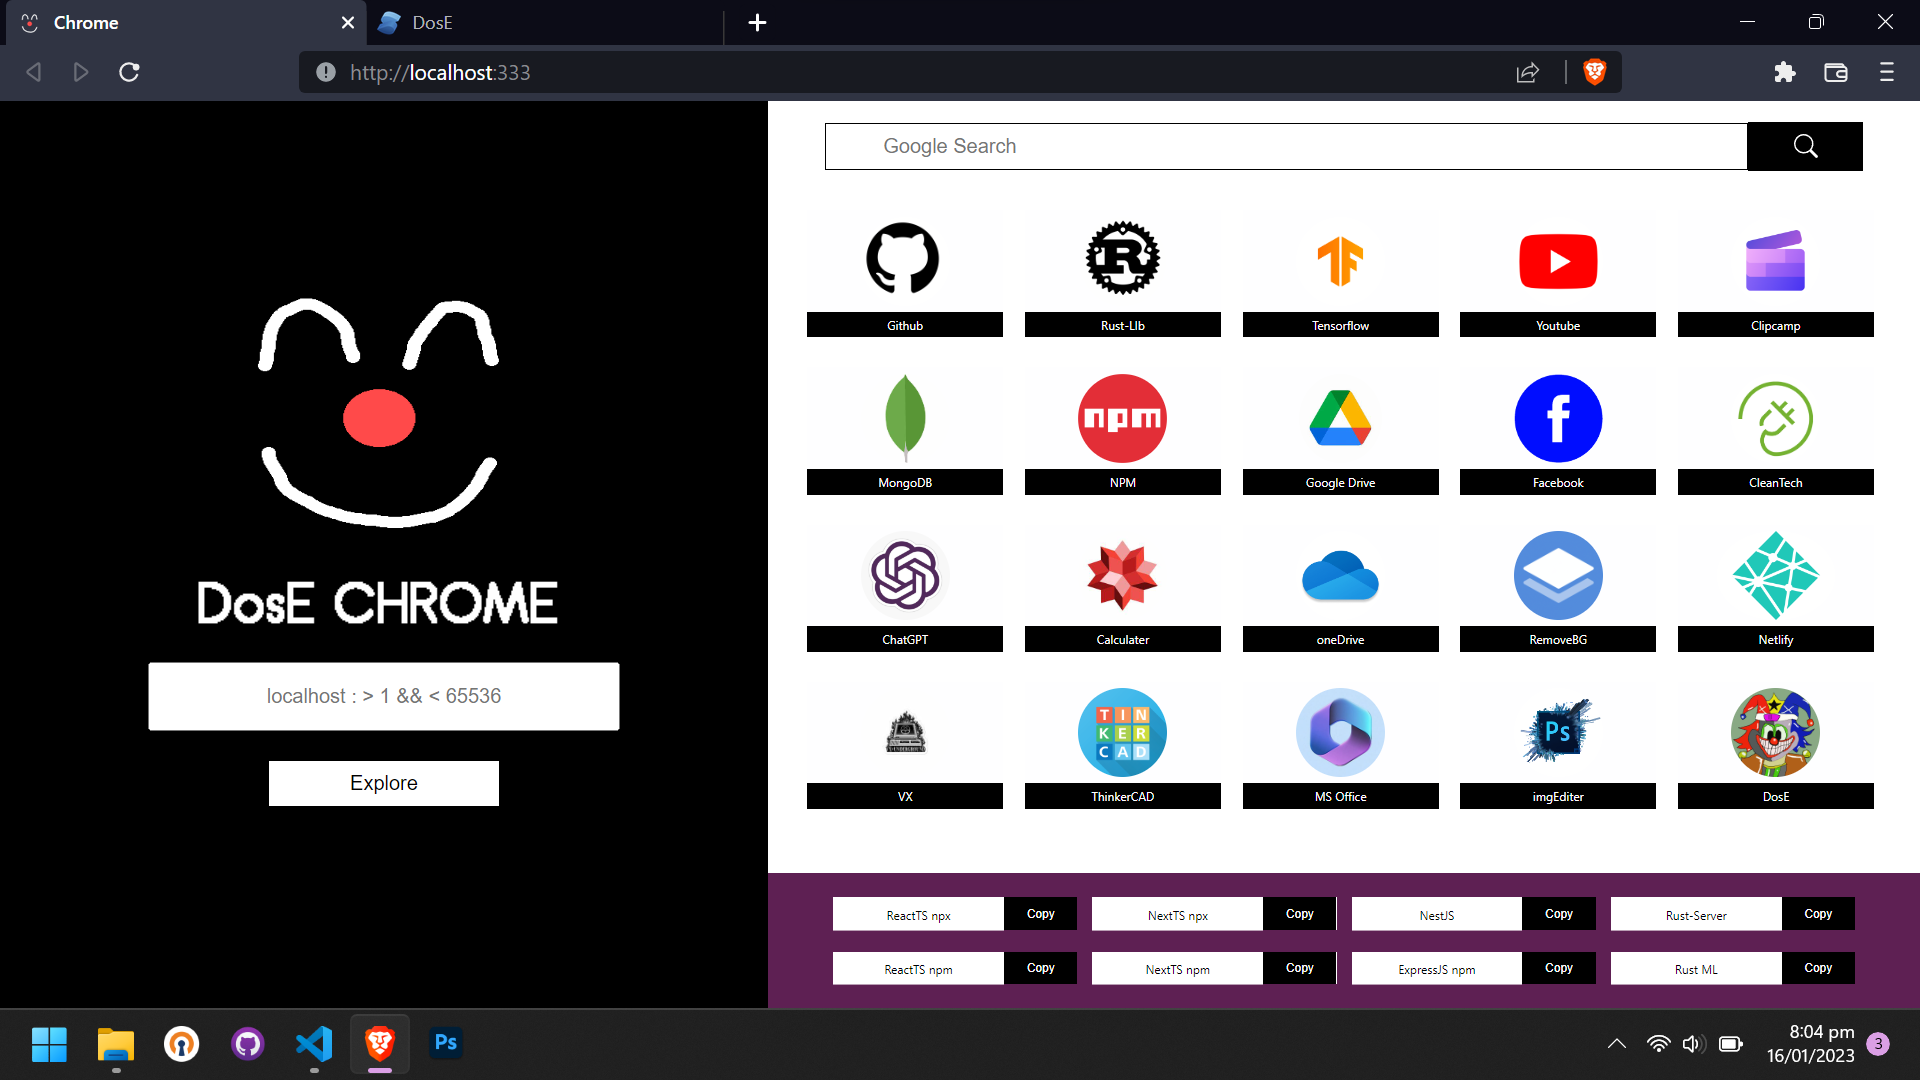 Chrome
DosE
http://localhost:333
Google Search
Github
Rust-LIb
Tensorflow
Youtube
Clipcamp
npm
f
MongoDB
NPM
Google Drive
Facebook
CleanTech
DosE CHROME
ChatGPT
Calculater
oneDrive
RemoveBG
Netlify
localhost : > 1 && < 65536
TIN
KER
CAD
Ps
Explore
VX
ThinkerCAD
MS Office
imgEditer
DosE
ReactTS npx Copy
NextTS npx Copy
NestJS Copy
Rust-Server Copy
ReactTS npm Copy
NextTS npm Copy
ExpressJS npm Copy
Rust ML Copy
Ps
8:04 pm
16/01/2023
3